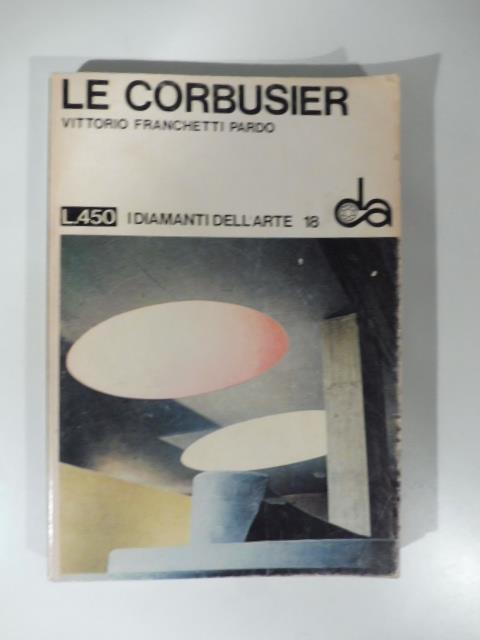 LE CORBUSIER
VITTORIO FRANCHETTI PARDO
L.450 I DIAMANTI DELL'ARTE 18 da